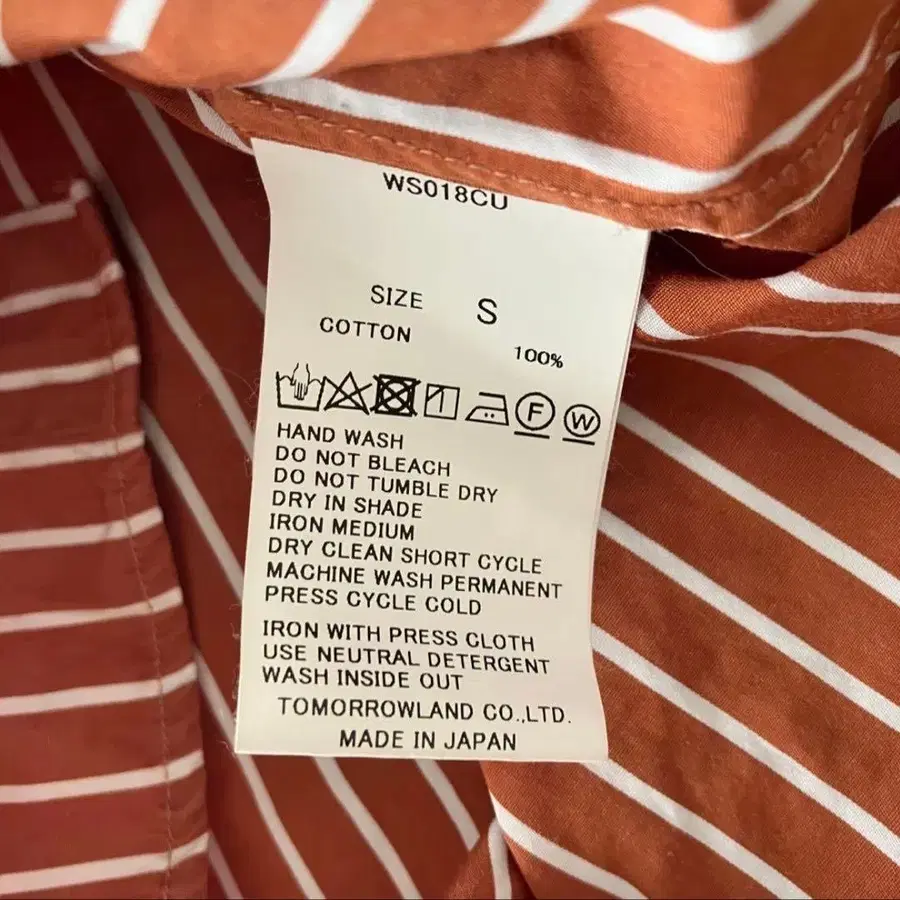 WS018CU
SIZE S
COTTON 100%
F W
HAND WASH
DO NOT BLEACH
DO NOT TUMBLE DRY
DRY IN SHADE
IRON MEDIUM
DRY CLEAN SHORT CYCLE
MACHINE WASH PERMANENT
PRESS CYCLE COLD
IRON WITH PRESS CLOTH
USE NEUTRAL DETERGENT
WASH INSIDE OUT
TOMORROWLAND CO.,LTD.
MADE IN JAPAN